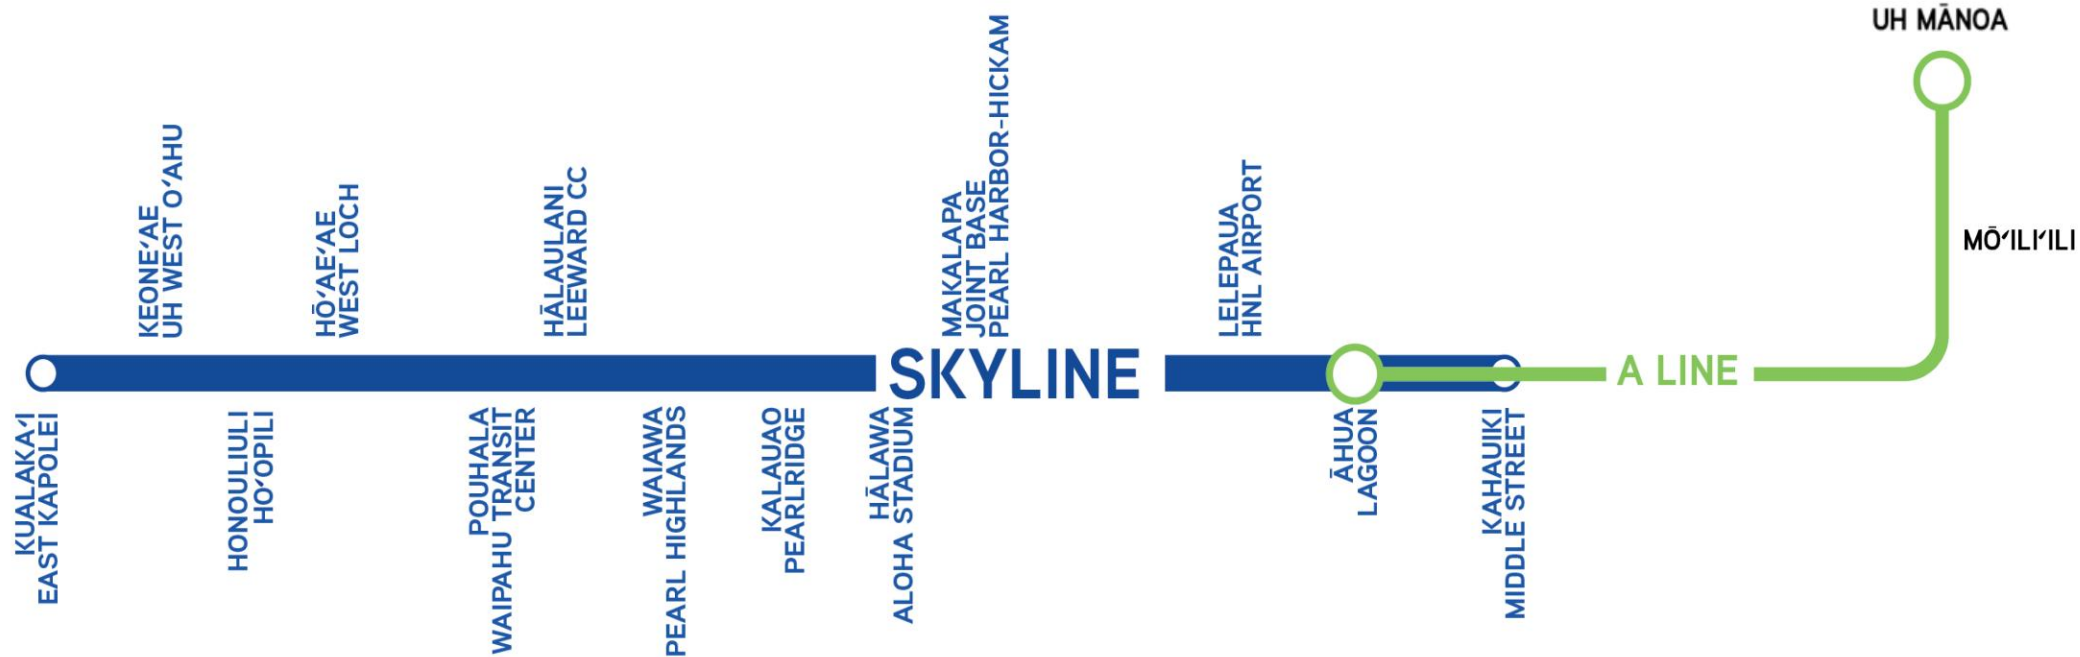 UH MĀNOA
MŌʻILIʻILI
KEONEʻAE
UH WEST OʻAHU
HŌʻAEʻAE
WEST LOCH
HĀLAULANI
LEEWARD CC
MAKALAPA
JOINT BASE
PEARL HARBOR-HICKAM
LELEPAUA
HNL AIRPORT
SKYLINE
A LINE
KUALAKAʻI
EAST KAPOLEI
HONOULIULI
HOʻOPILI
POUHALA
WAIPAHU TRANSIT
CENTER
WAIAWA
PEARL HIGHLANDS
KALAUAO
PEARLRIDGE
HĀLAWA
ALOHA STADIUM
ĀHUA
LAGOON
KAHAUIKI
MIDDLE STREET